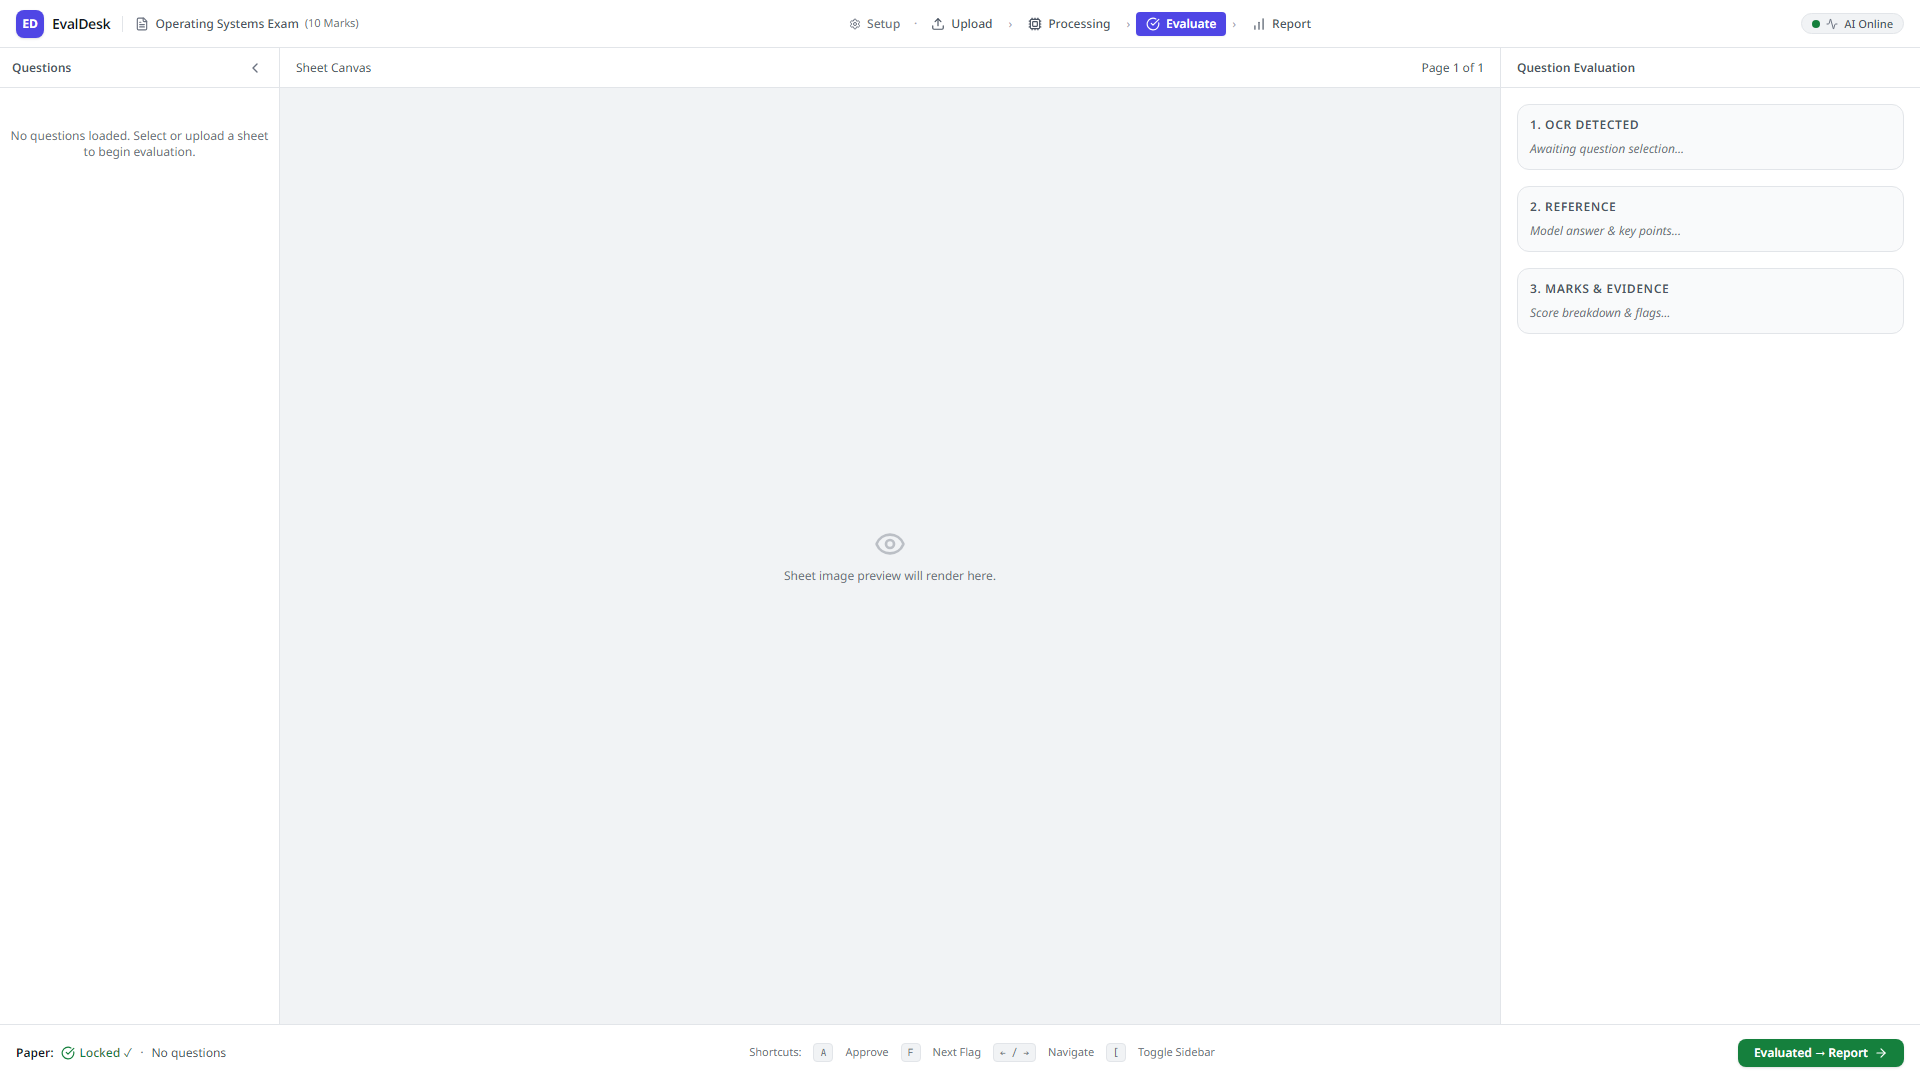 ED EvalDesk Operating Systems Exam (10 Marks) Setup · Upload › Processing › Evaluate › Report AI Online
Questions
Sheet Canvas Page 1 of 1
Question Evaluation
No questions loaded. Select or upload a sheet
to begin evaluation.
Sheet image preview will render here.
1. OCR DETECTED
Awaiting question selection...
2. REFERENCE
Model answer & key points...
3. MARKS & EVIDENCE
Score breakdown & flags...
Paper: Locked ✓ · No questions Shortcuts: A Approve F Next Flag ← / → Navigate [ Toggle Sidebar Evaluated → Report →